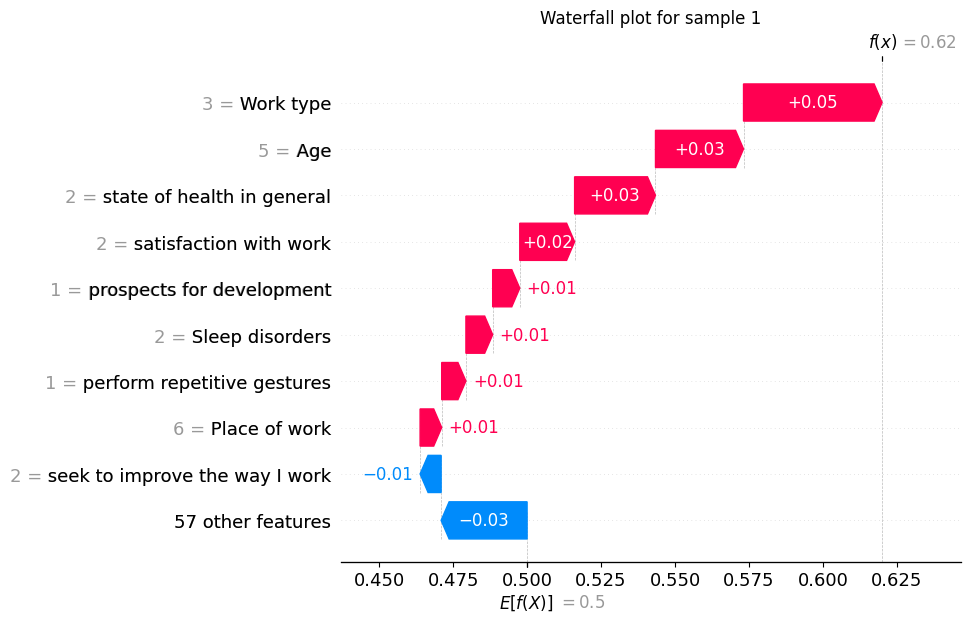 Waterfall plot for sample 1
f(x) = 0.62
3 = Work type
+0.05
5 = Age
+0.03
2 = state of health in general
+0.03
2 = satisfaction with work
+0.02
1 = prospects for development
+0.01
2 = Sleep disorders
+0.01
1 = perform repetitive gestures
+0.01
6 = Place of work
+0.01
2 = seek to improve the way I work
−0.01
57 other features
−0.03
0.450 0.475 0.500 0.525 0.550 0.575 0.600 0.625
E[f(X)] = 0.5